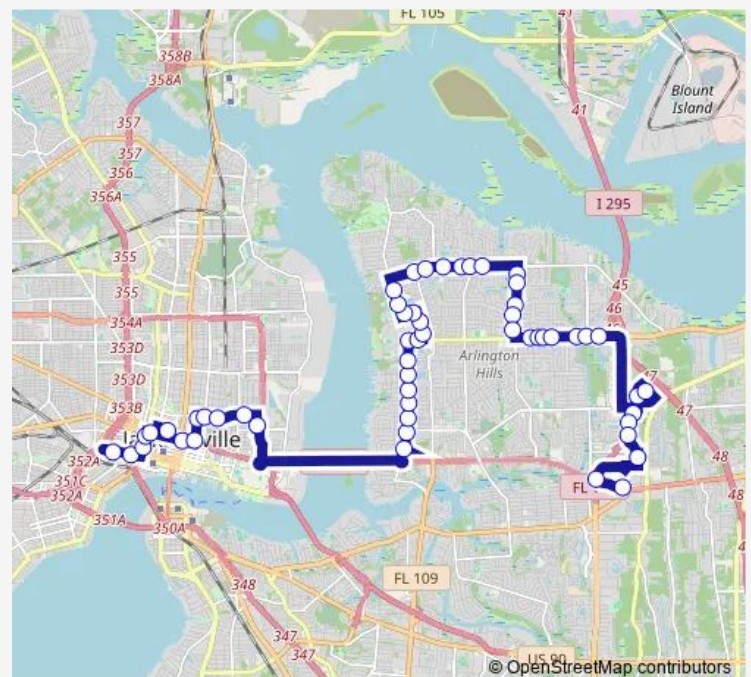 FL 105
41
358B
358A
Blount
Island
357
41
357
356
356A
I 295
355
45
355
46
354A
353D
Arlington
Hills
353D
47
353B
47
352A
48
351C
FL
352A
48
351A
350A
FL 109
348
347
347
US 90
© OpenStreetMap contributors